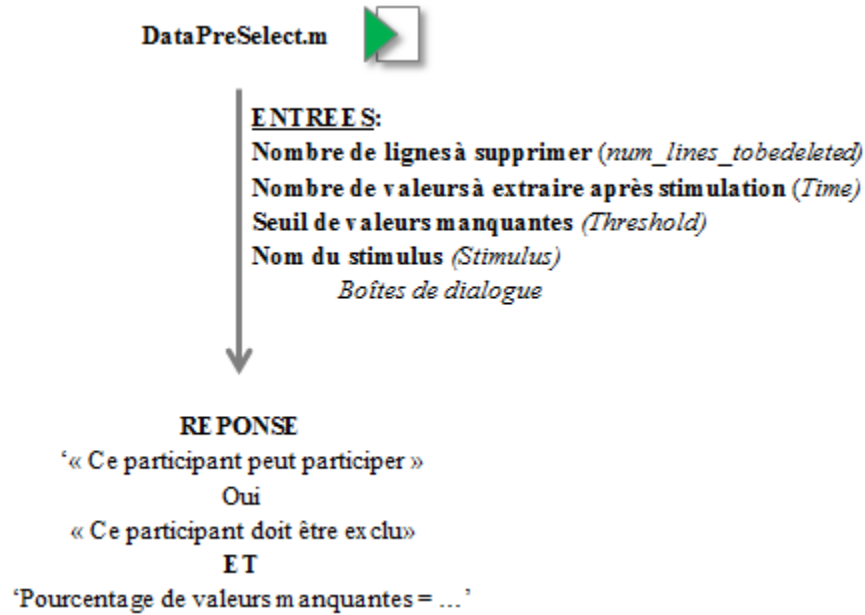 DataPreSelect.m
ENTREES:
Nombre de lignes à supprimer (num_lines_tobedeleted)
Nombre de valeurs à extraire après stimulation (Time)
Seuil de valeurs manquantes (Threshold)
Nom du stimulus (Stimulus)
Boîtes de dialogue
REPONSE
‘« Ce participant peut participer »
Oui
« Ce participant doit être exclu»
ET
‘Pourcentage de valeurs manquantes = …’